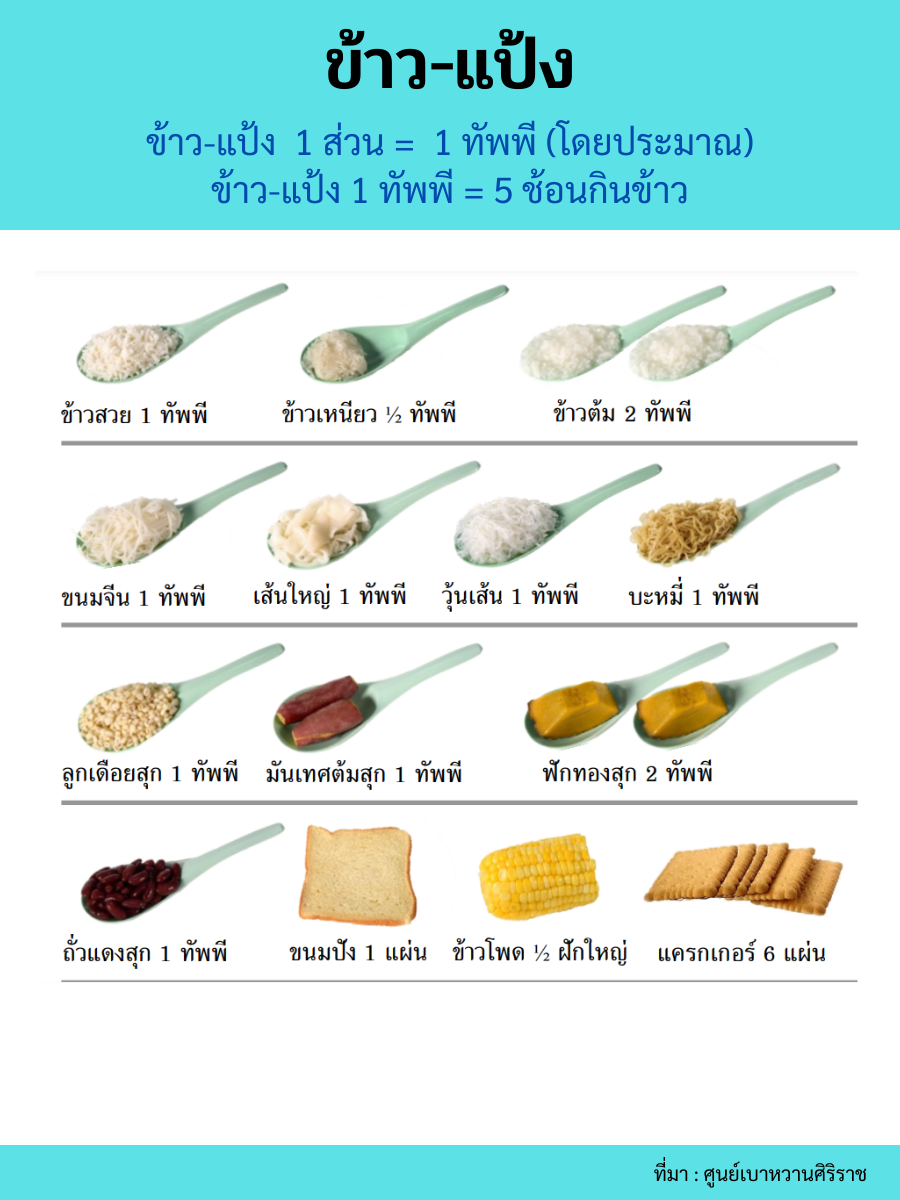 ข้าว-แป้ง
ข้าว-แป้ง 1 ส่วน = 1 ทัพพี (โดยประมาณ)
ข้าว-แป้ง 1 ทัพพี = 5 ช้อนกินข้าว
ข้าวสวย 1 ทัพพี
ข้าวเหนียว ½ ทัพพี
ข้าวต้ม 2 ทัพพี
ขนมจีน 1 ทัพพี
เส้นใหญ่ 1 ทัพพี
วุ้นเส้น 1 ทัพพี
บะหมี่ 1 ทัพพี
ลูกเดือยสุก 1 ทัพพี
มันเทศต้มสุก 1 ทัพพี
ฟักทองสุก 2 ทัพพี
ถั่วแดงสุก 1 ทัพพี
ขนมปัง 1 แผ่น
ข้าวโพด ½ ฝักใหญ่
แครกเกอร์ 6 แผ่น
ที่มา : ศูนย์เบาหวานศิริราช